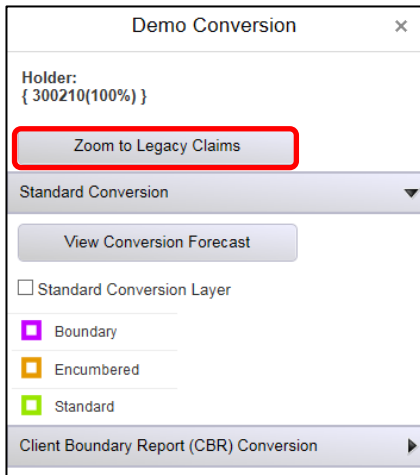 Demo Conversion
Holder:
{ 300210(100%) }
Zoom to Legacy Claims
Standard Conversion
View Conversion Forecast
Standard Conversion Layer
Boundary
Encumbered
Standard
Client Boundary Report (CBR) Conversion